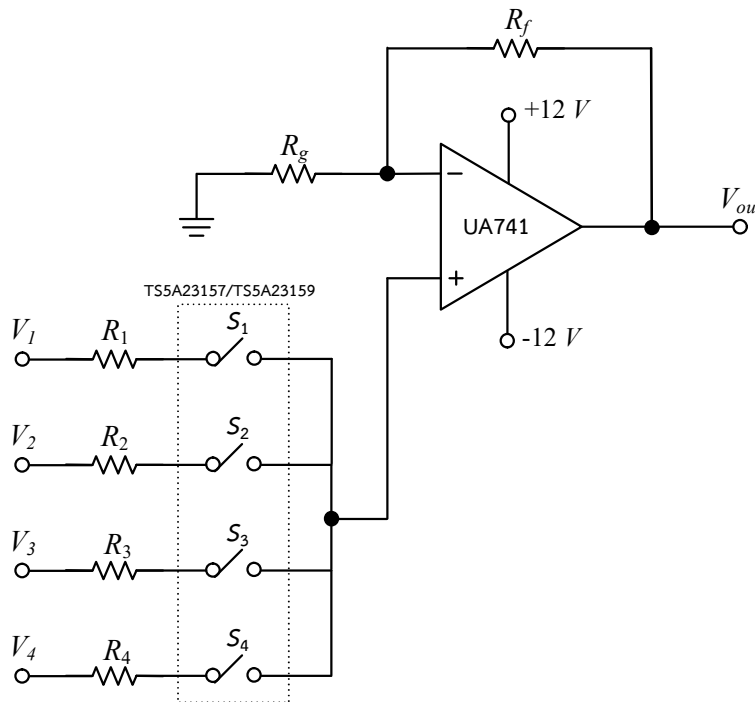 Rf
+12 V
Rg
−
UA741
Vou
+
-12 V
TS5A23157/TS5A23159
V1
R1
S1
V2
R2
S2
V3
R3
S3
V4
R4
S4